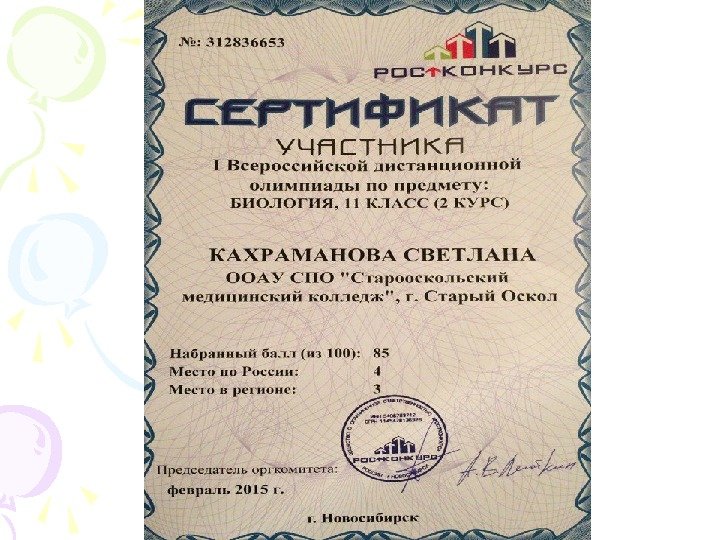 №: 312836653
РОСТКОНКУРС
СЕРТИФИКАТ
УЧАСТНИКА
I Всероссийской дистанционной
олимпиады по предмету:
БИОЛОГИЯ, 11 КЛАСС (2 КУРС)
КАХРАМАНОВА СВЕТЛАНА
ООАУ СПО "Старооскольский
медицинский колледж", г. Старый Оскол
Набранный балл (из 100): 85
Место по России: 4
Место в регионе: 3
РОСТКОНКУРС
Председатель оргкомитета:
февраль 2015 г.
г. Новосибирск